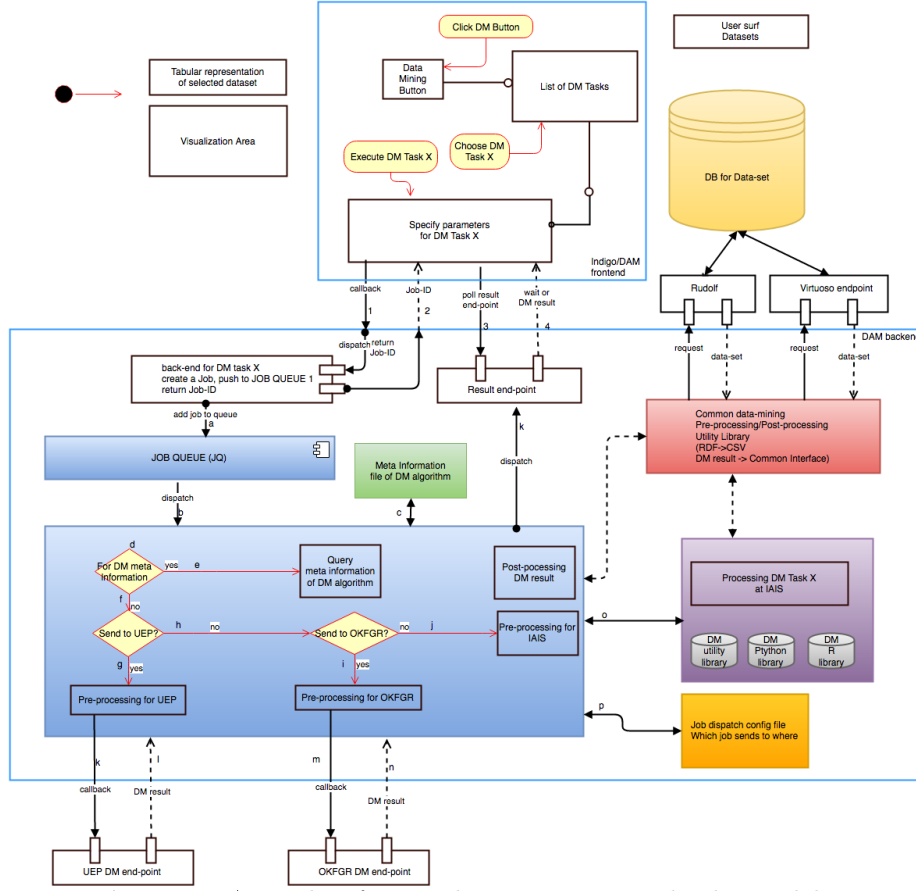 Click DM Button
User surf
Datasets
Tabular representation
of selected dataset
Data
Mining
Button
List of DM Tasks
Visualization Area
Execute DM Task X
Choose DM
Task X
DB for Data-set
Specify parameters
for DM Task X
Indigo/DAM
frontend
callback
Job-ID
poll result
end-point
wait or
DM result
Rudolf
Virtuoso endpoint
1
2
3
4
DAM backend
dispatch
return
Job-ID
request
data-set
request
data-set
back-end for DM task X
create a Job, push to JOB QUEUE 1
return Job-ID
Result end-point
add job to queue
a
k
dispatch
Common data-mining
Pre-processing/Post-processing
Utility Library
(RDF->CSV
DM result -> Common Interface)
JOB QUEUE (JQ)
Meta Information
file of DM algorithm
dispatch
b
c
d
For DM meta
Information
yes
e
Query
meta information
of DM algorithm
Post-pocessing
DM result
Processing DM Task X
at IAIS
f
no
Send to UEP?
h
no
Send to OKFGR?
no
j
Pre-processing for
IAIS
o
DM
utility
library
DM
Ptython
library
DM
R
library
g
yes
i
yes
Pre-processing for UEP
Pre-processing for OKFGR
p
Job dispatch config file
Which job sends to where
k
l
m
n
callback
DM result
callback
DM result
UEP DM end-point
OKFGR DM end-point